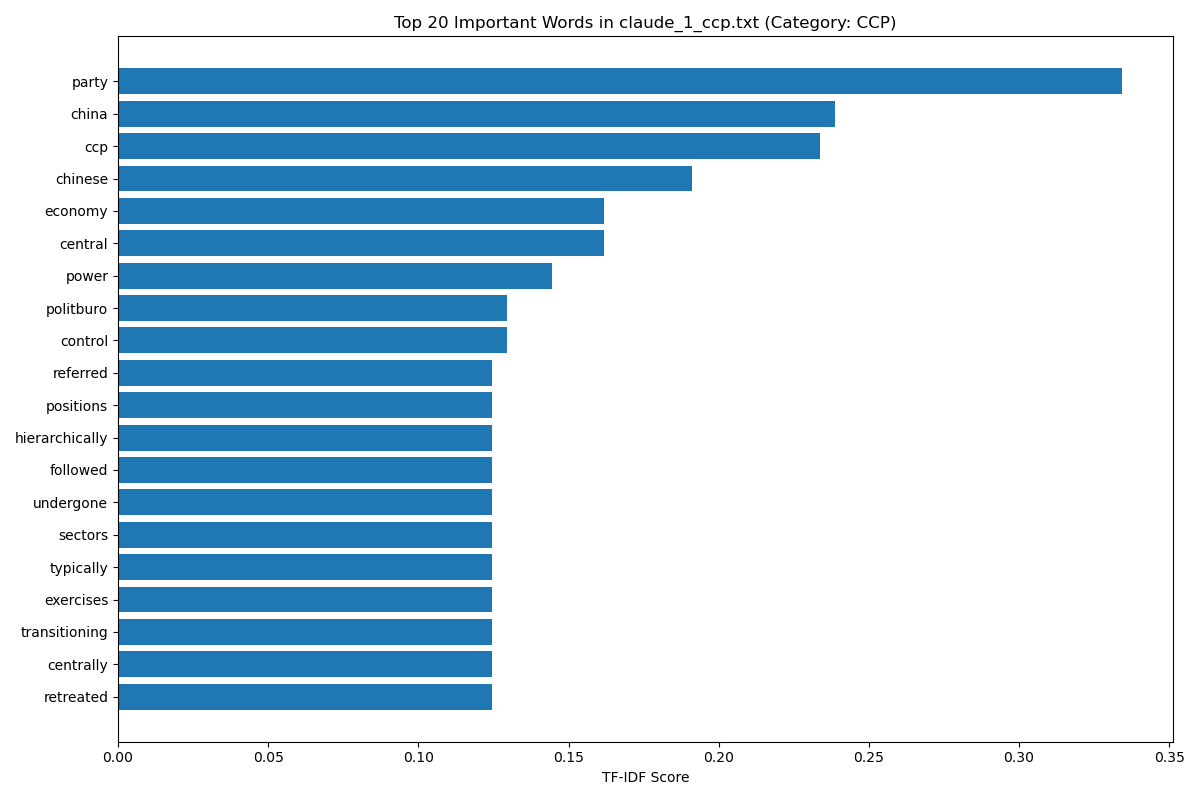 Top 20 Important Words in claude_1_ccp.txt (Category: CCP)
party
china
ccp
chinese
economy
central
power
politburo
control
referred
positions
hierarchically
followed
undergone
sectors
typically
exercises
transitioning
centrally
retreated
0.00 0.05 0.10 0.15 0.20 0.25 0.30 0.35
TF-IDF Score